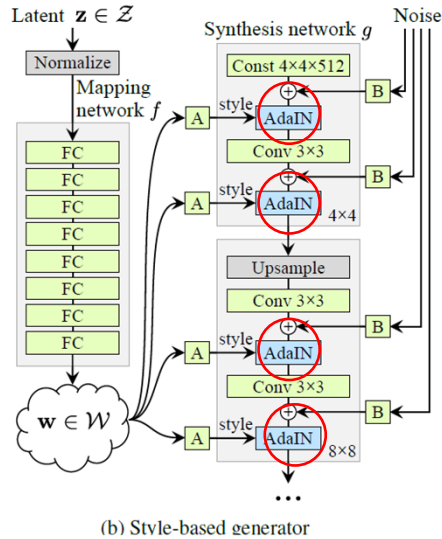 Latent z ∈ Z
Normalize
Mapping
network f
FC
FC
FC
FC
FC
FC
FC
FC
w ∈ W
Synthesis network g
Noise
Const 4×4×512
B
A
style
AdaIN
Conv 3×3
B
A
style
AdaIN
4×4
Upsample
Conv 3×3
B
A
style
AdaIN
Conv 3×3
B
A
style
AdaIN
8×8
...
(b) Style-based generator